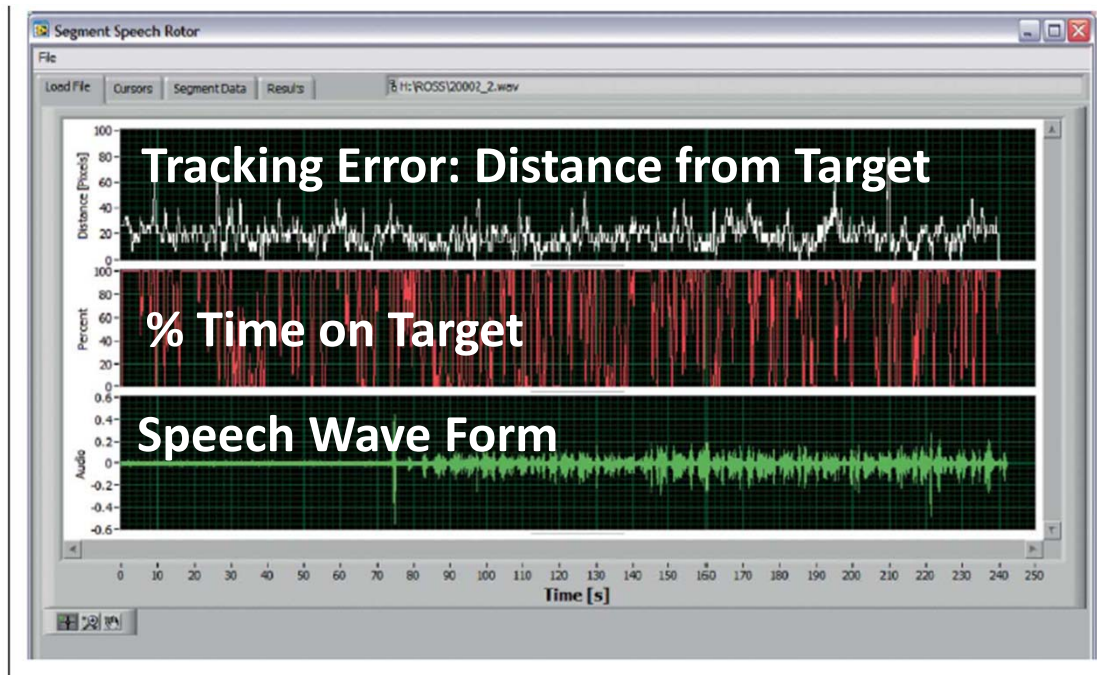 Segment Speech Rotor
File
Load File Cursors Segment Data Results H:\ROSS\20002_2.wav
Tracking Error: Distance from Target
Distance [Pixels]
100
80
60
40
20
0
% Time on Target
Percent
100
80
60
40
20
0
Speech Wave Form
Audio
0.6
0.4
0.2
0
-0.2
-0.4
-0.6
0 10 20 30 40 50 60 70 80 90 100 110 120 130 140 150 160 170 180 190 200 210 220 230 240 250
Time [s]